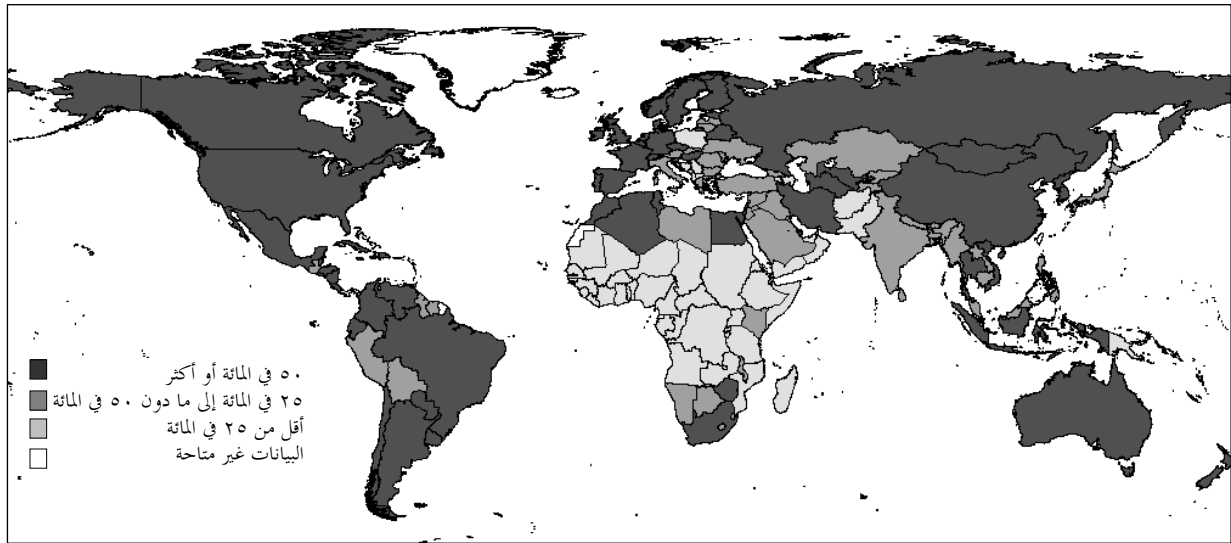 ٥٠ في المائة أو أكثر
٢٥ في المائة إلى ما دون ٥٠ في المائة
أقل من ٢٥ في المائة
البيانات غير متاحة